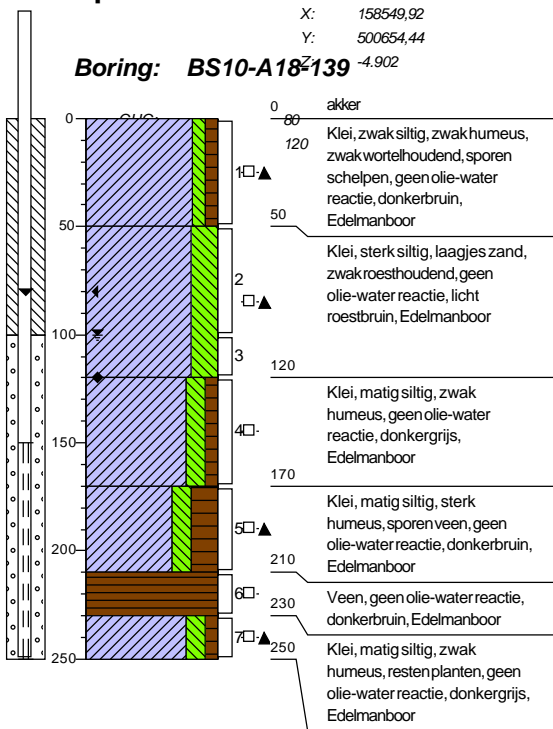 X: 158549,92
Y: 500654,44
Z: -4.902
Boring: BS10-A18-139
0 akker
80
120
Klei, zwak siltig, zwak humeus,
zwak wortelhoudend, sporen
schelpen, geen olie-water
reactie, donkerbruin,
Edelmanboor
50
Klei, sterk siltig, laagjes zand,
zwak roesthoudend, geen
olie-water reactie, licht
roestbruin, Edelmanboor
120
Klei, matig siltig, zwak
humeus, geen olie-water
reactie, donkergrijs,
Edelmanboor
170
Klei, matig siltig, sterk
humeus, sporen veen, geen
olie-water reactie, donkerbruin,
Edelmanboor
210
Veen, geen olie-water reactie,
donkerbruin, Edelmanboor
230
Klei, matig siltig, zwak
humeus, resten planten, geen
olie-water reactie, donkergrijs,
Edelmanboor
250
0
50
100
150
200
250
1
2
3
4
5
6
7